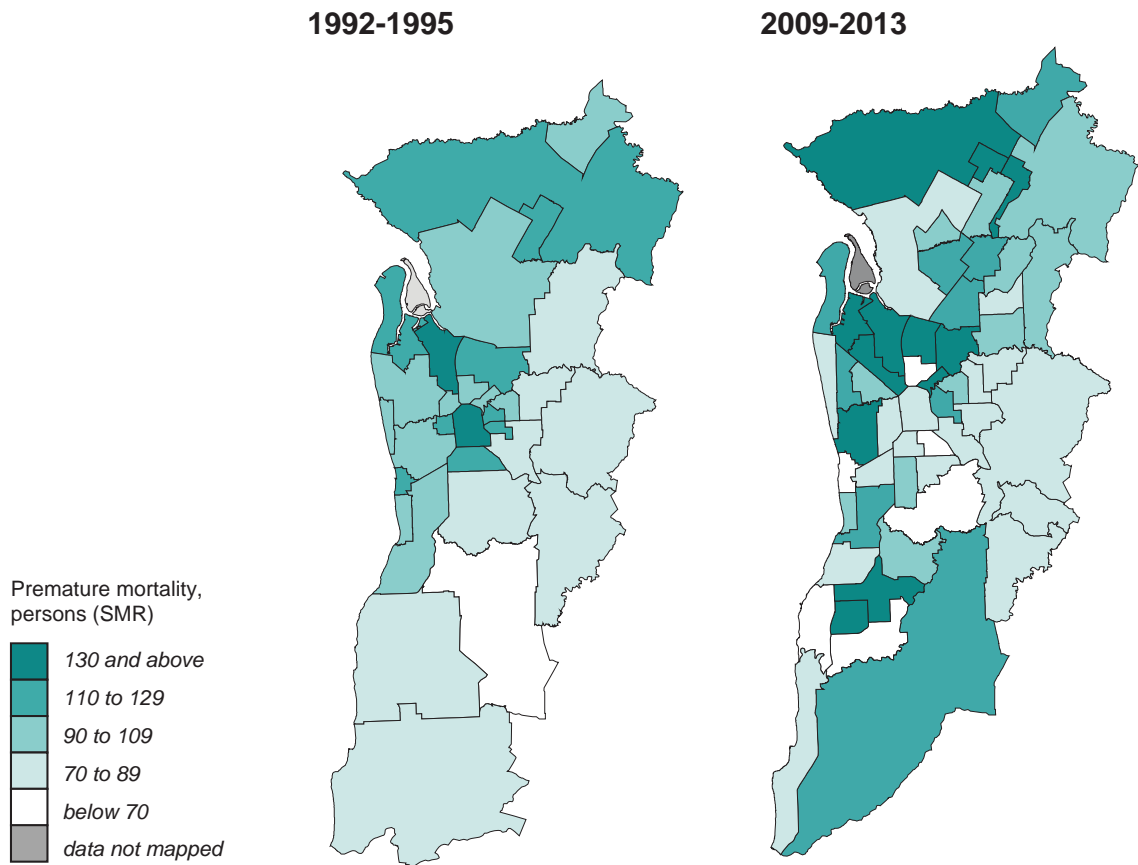 1992-1995
2009-2013
Premature mortality,
persons (SMR)
130 and above
110 to 129
90 to 109
70 to 89
below 70
data not mapped